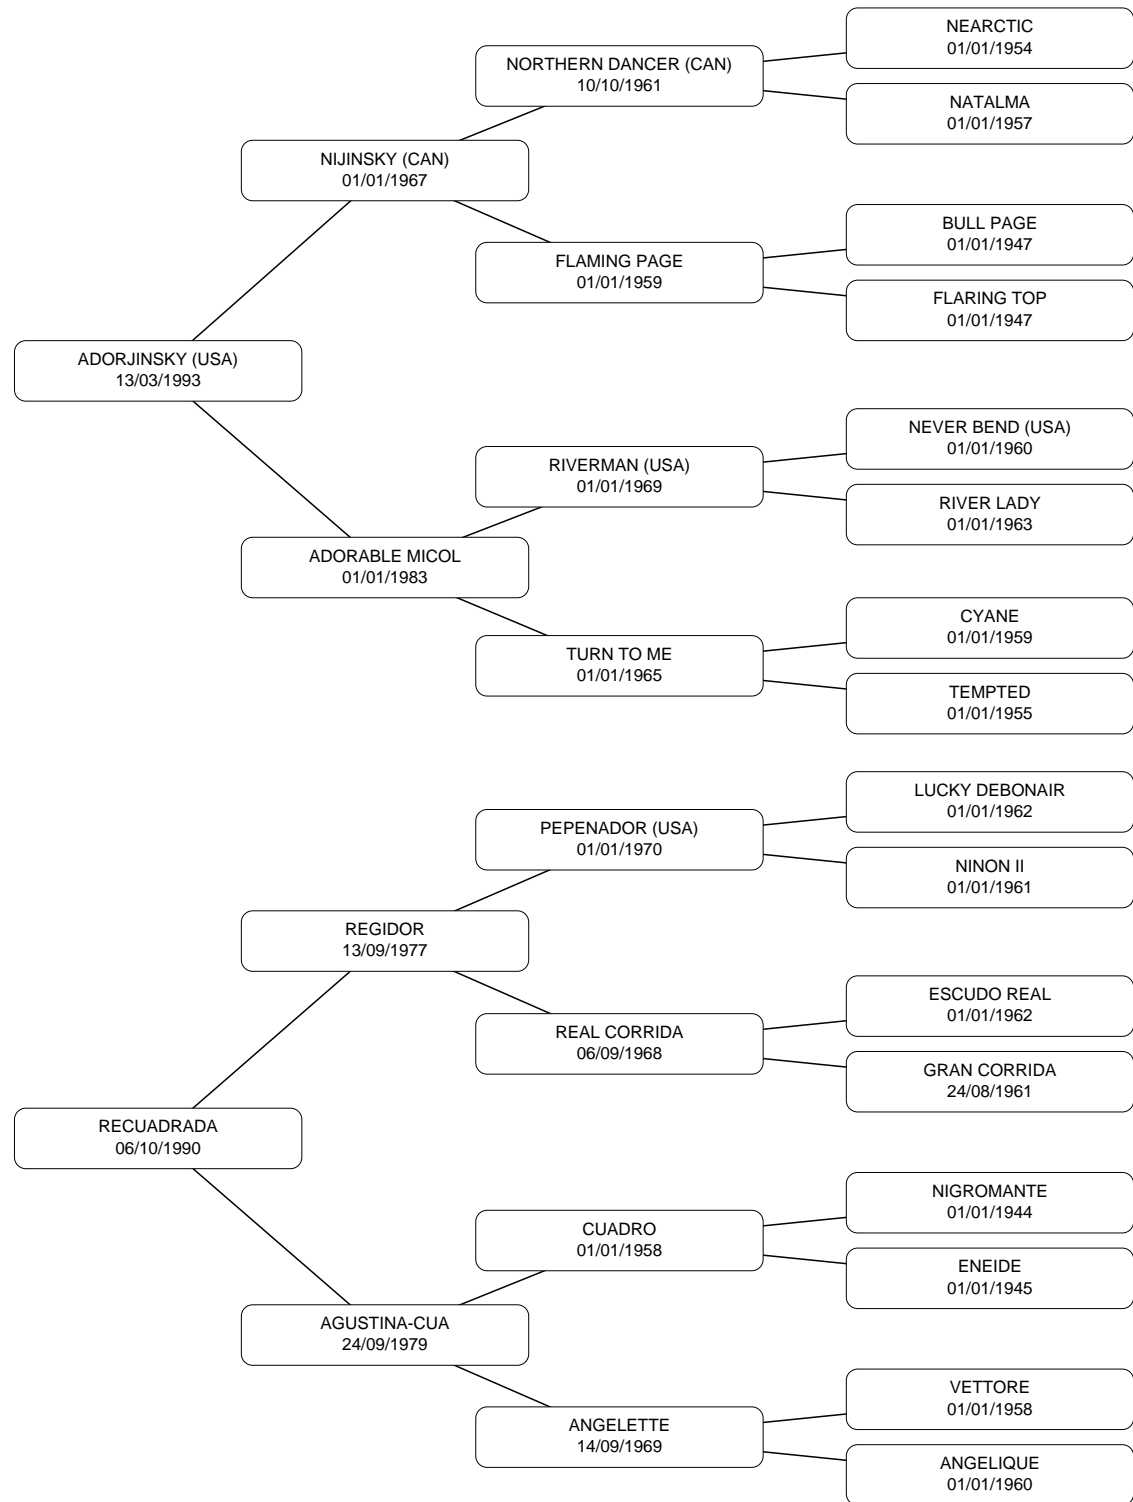 NEARCTIC
01/01/1954
NORTHERN DANCER (CAN)
10/10/1961
NATALMA
01/01/1957
NIJINSKY (CAN)
01/01/1967
BULL PAGE
01/01/1947
FLAMING PAGE
01/01/1959
FLARING TOP
01/01/1947
ADORJINSKY (USA)
13/03/1993
NEVER BEND (USA)
01/01/1960
RIVERMAN (USA)
01/01/1969
RIVER LADY
01/01/1963
ADORABLE MICOL
01/01/1983
CYANE
01/01/1959
TURN TO ME
01/01/1965
TEMPTED
01/01/1955
LUCKY DEBONAIR
01/01/1962
PEPENADOR (USA)
01/01/1970
NINON II
01/01/1961
REGIDOR
13/09/1977
ESCUDO REAL
01/01/1962
REAL CORRIDA
06/09/1968
GRAN CORRIDA
24/08/1961
RECUADRADA
06/10/1990
NIGROMANTE
01/01/1944
CUADRO
01/01/1958
ENEIDE
01/01/1945
AGUSTINA-CUA
24/09/1979
VETTORE
01/01/1958
ANGELETTE
14/09/1969
ANGELIQUE
01/01/1960